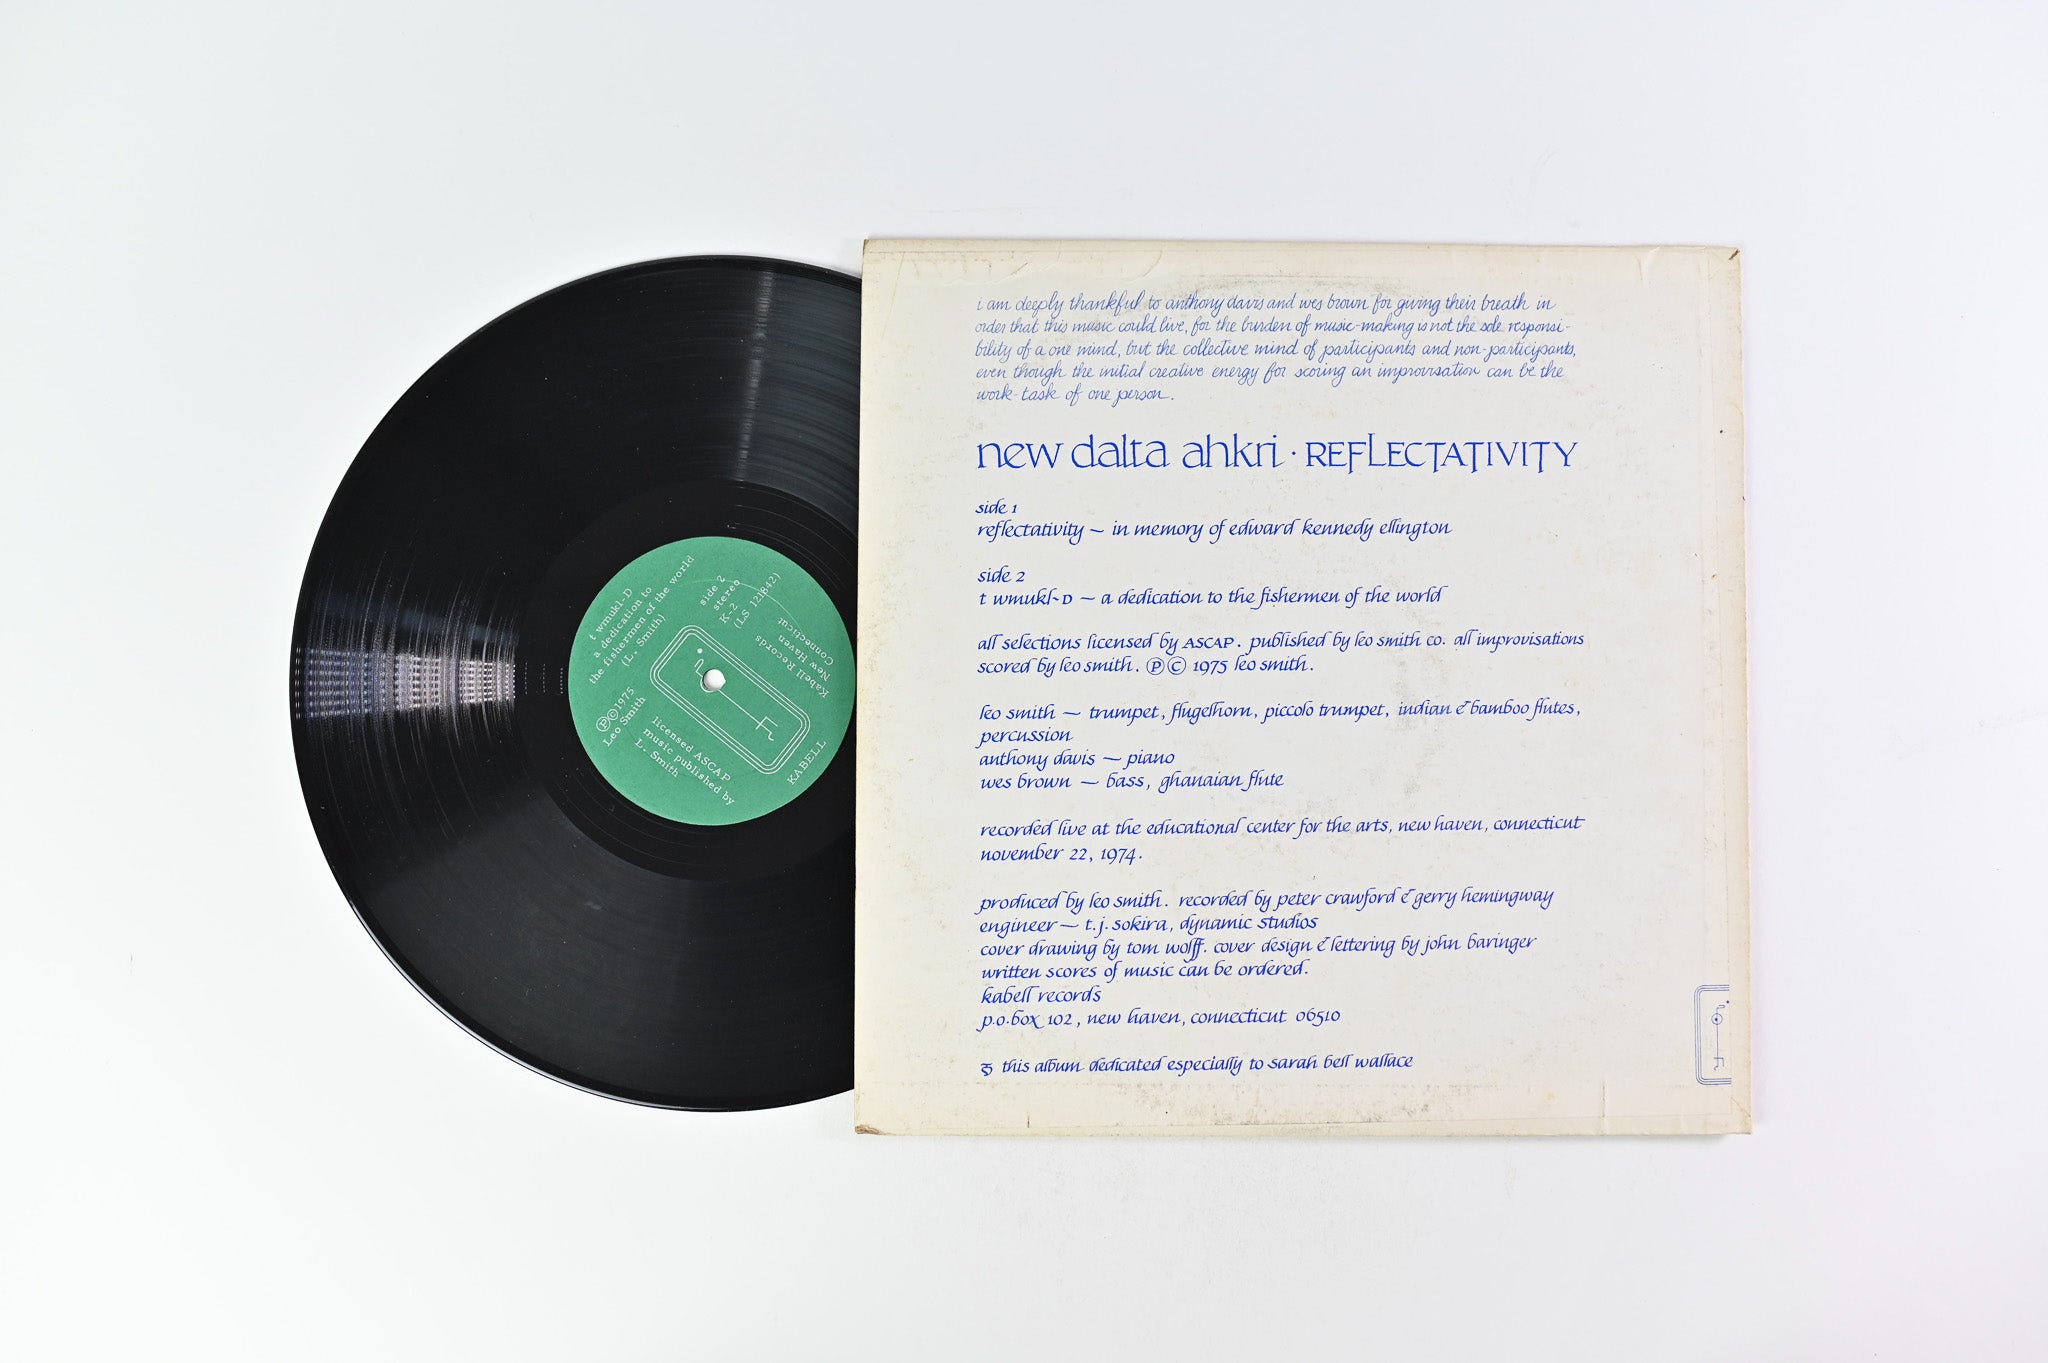 i am deeply thankful to anthony davis and wes brown for giving their breath in
order that this music could live, for the burden of music-making is not the sole responsi-
bility of a one mind, but the collective mind of participants and non-participants,
even though the initial creative energy for scoring an improvisation can be the
work-task of one person.
new dalta ahkri · REFLECTATIVITY
side 1
reflectativity – in memory of edward kennedy ellington
side 2
t wmukl-D – a dedication to the fishermen of the world
all selections licensed by ASCAP. published by leo smith co. all improvisations
scored by leo smith. ℗ © 1975 leo smith.
leo smith – trumpet, flugelhorn, piccolo trumpet, indian & bamboo flutes,
percussion
anthony davis – piano
wes brown – bass, ghanaian flute
recorded live at the educational center for the arts, new haven, connecticut
november 22, 1974.
produced by leo smith. recorded by peter crawford & gerry hemingway
engineer – t.j. sokira, dynamic studios
cover drawing by tom wolff. cover design & lettering by john baringer
written scores of music can be ordered.
kabell records
p.o. box 102, new haven, connecticut 06510
this album dedicated especially to sarah bell wallace
t wmukl-D
a dedication to
the fishermen of the world
(L. Smith)
side 2
stereo
K-2
(LS 121842)
Kabell Records
New Haven
Connecticut
℗©1975
Leo Smith
licensed ASCAP
music published by
L. Smith
KABELL